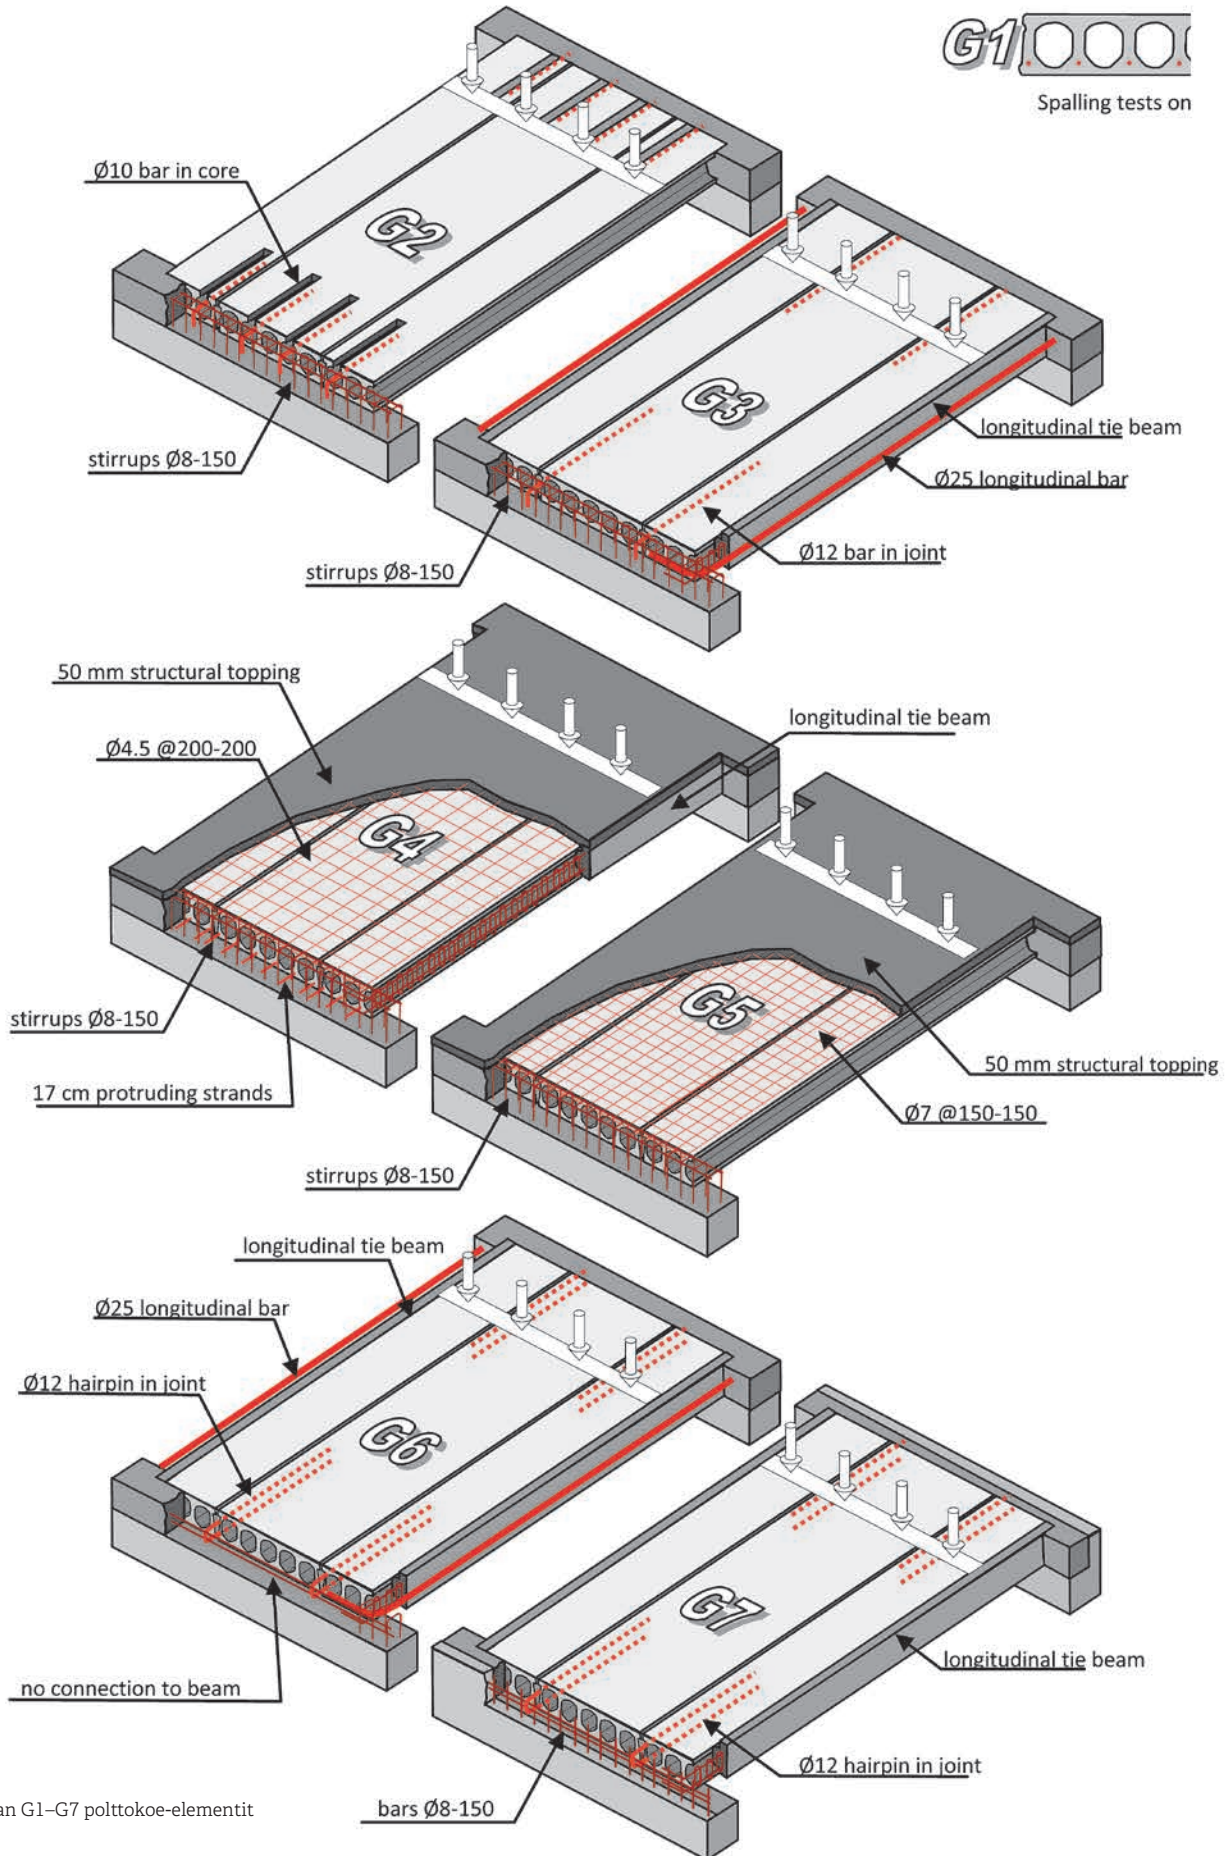 G1
Spalling tests on
Ø10 bar in core
G2
stirrups Ø8-150
G3
longitudinal tie beam
Ø25 longitudinal bar
Ø12 bar in joint
stirrups Ø8-150
50 mm structural topping
Ø4.5 @200-200
longitudinal tie beam
G4
stirrups Ø8-150
17 cm protruding strands
G5
50 mm structural topping
Ø7 @150-150
stirrups Ø8-150
longitudinal tie beam
Ø25 longitudinal bar
Ø12 hairpin in joint
G6
no connection to beam
G7
longitudinal tie beam
Ø12 hairpin in joint
bars Ø8-150
an G1–G7 polttokoe-elementit